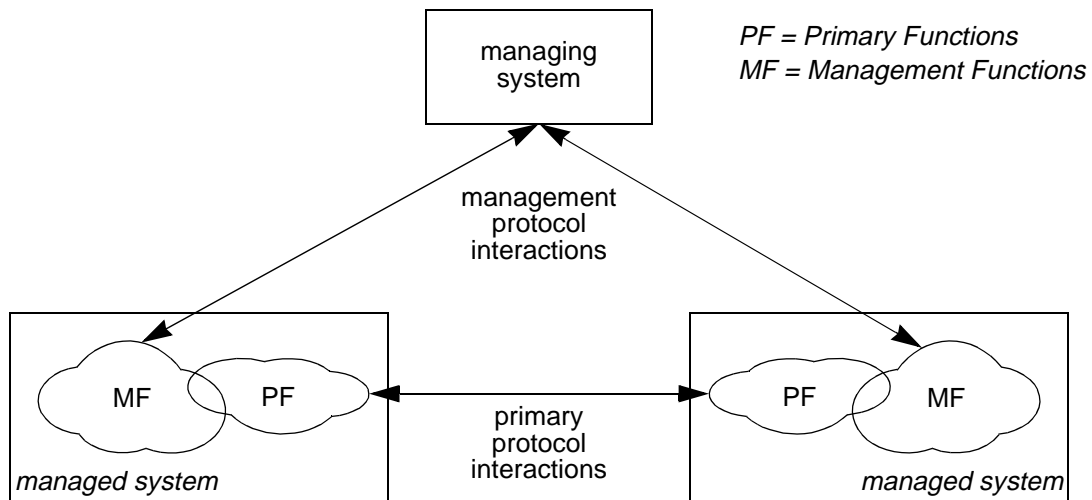 managing
system
PF = Primary Functions
MF = Management Functions
management
protocol
interactions
MF
PF
PF
MF
primary
protocol
interactions
managed system
managed system